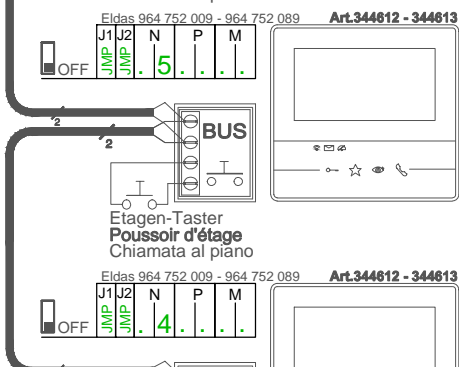 Eldas 964 752 009 - 964 752 089 Art.344612 - 344613
J1 J2 N P M
OFF JMP JMP . 5 . . . .
2
2
BUS
Etagen-Taster
Poussoir d'étage
Chiamata al piano
Eldas 964 752 009 - 964 752 089 Art.344612 - 344613
J1 J2 N P M
OFF JMP JMP . 4 . . . .